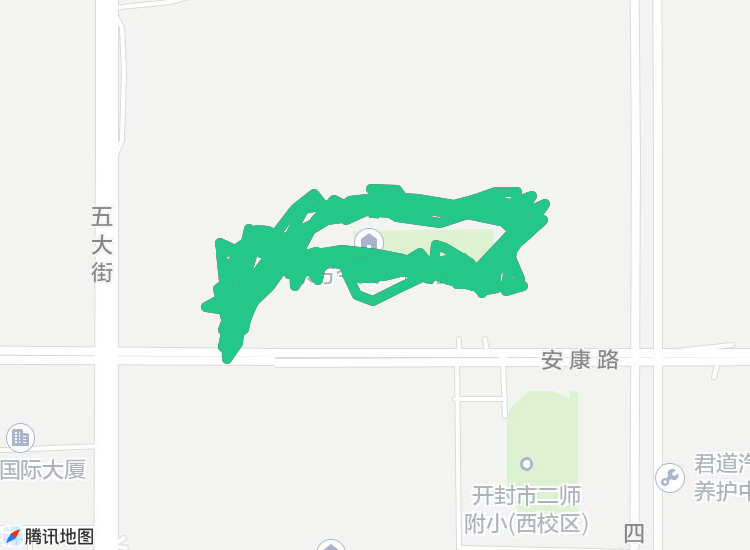 五大街
安康路
国际大厦
君道汽
养护中
开封市二师
附小(西校区)
四
腾讯地图